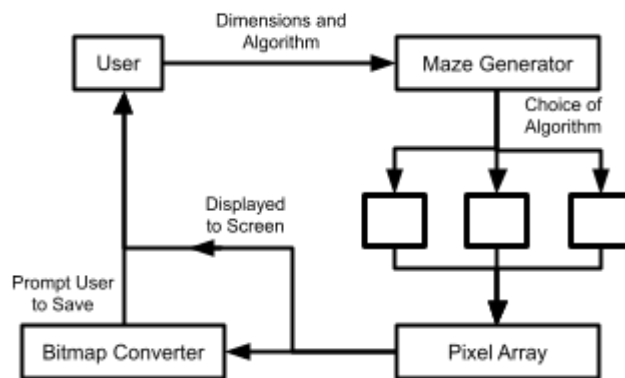 Dimensions and
Algorithm
User
Maze Generator
Choice of
Algorithm
Displayed
to Screen
Prompt User
to Save
Bitmap Converter
Pixel Array